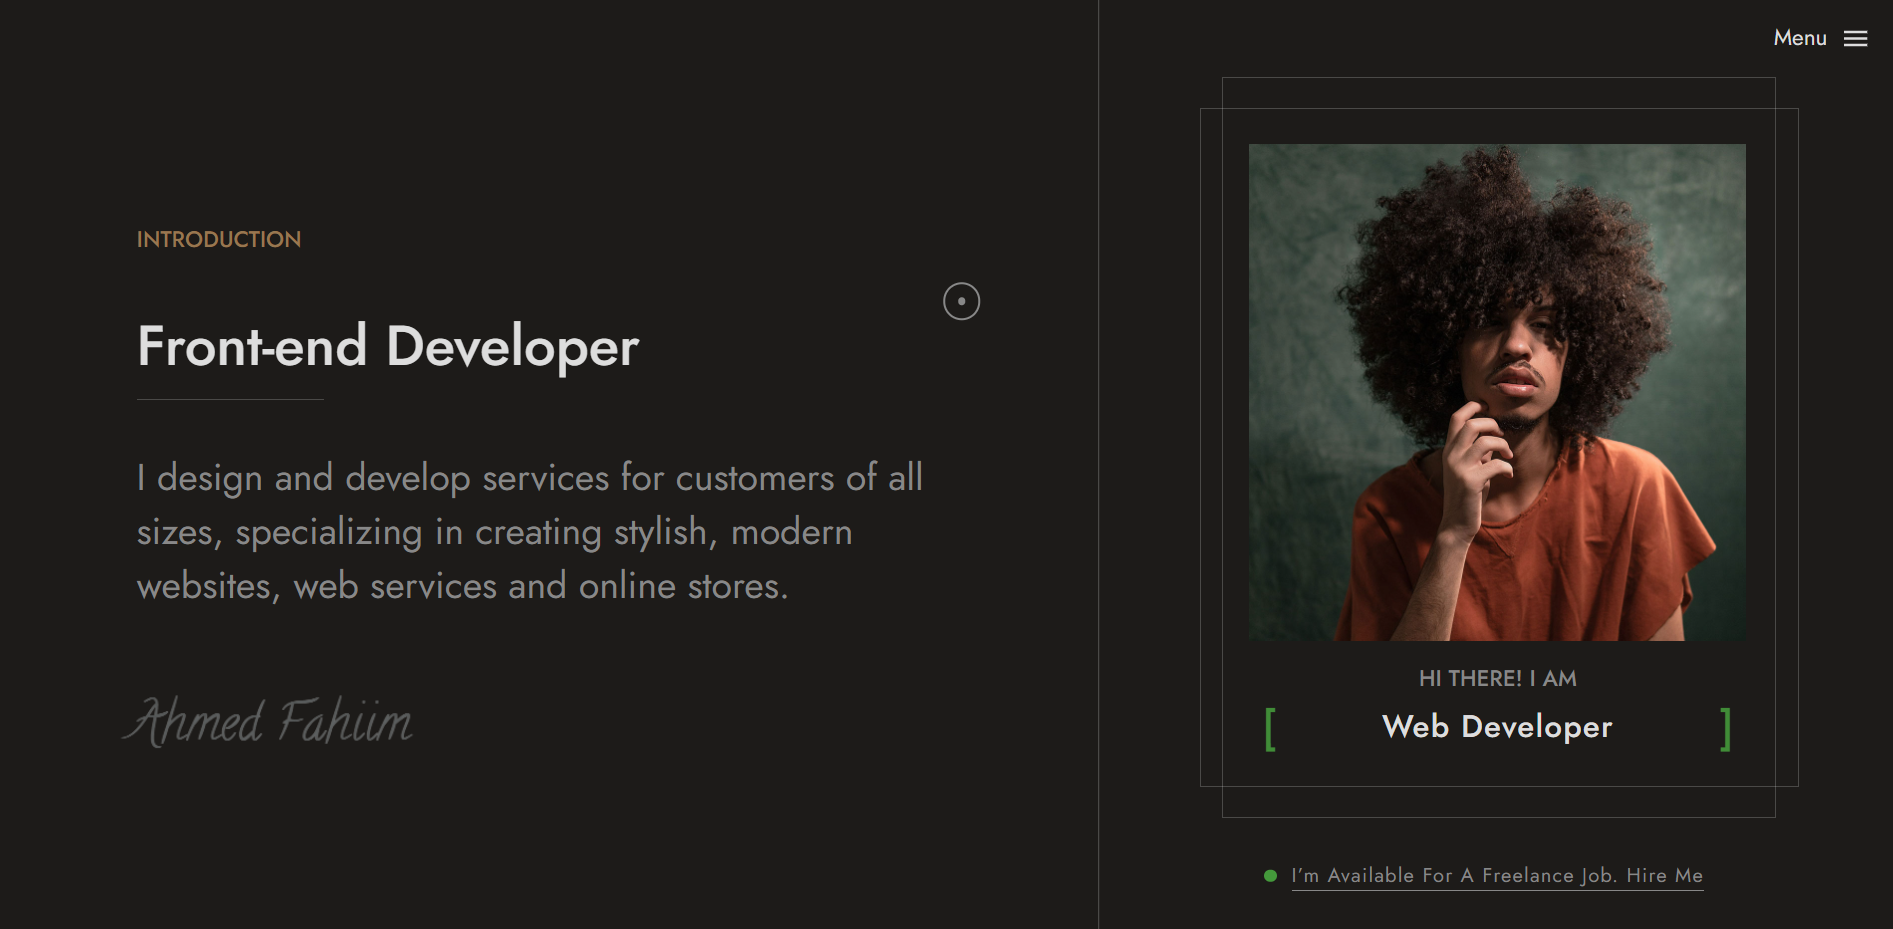 Menu
INTRODUCTION
Front-end Developer
I design and develop services for customers of all
sizes, specializing in creating stylish, modern
websites, web services and online stores.
Ahmed Fahiim
HI THERE! I AM
[ Web Developer ]
I'm Available For A Freelance Job. Hire Me